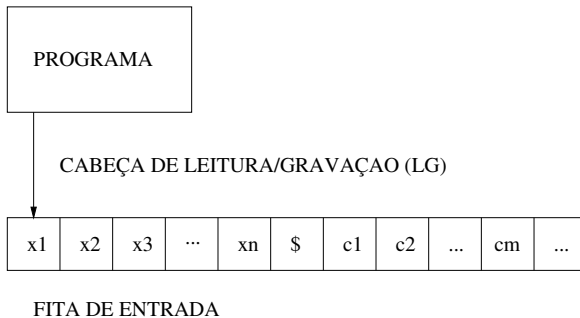 PROGRAMA
CABEÇA DE LEITURA/GRAVAÇAO (LG)
x1 x2 x3 ... xn $ c1 c2 ... cm ...
FITA DE ENTRADA